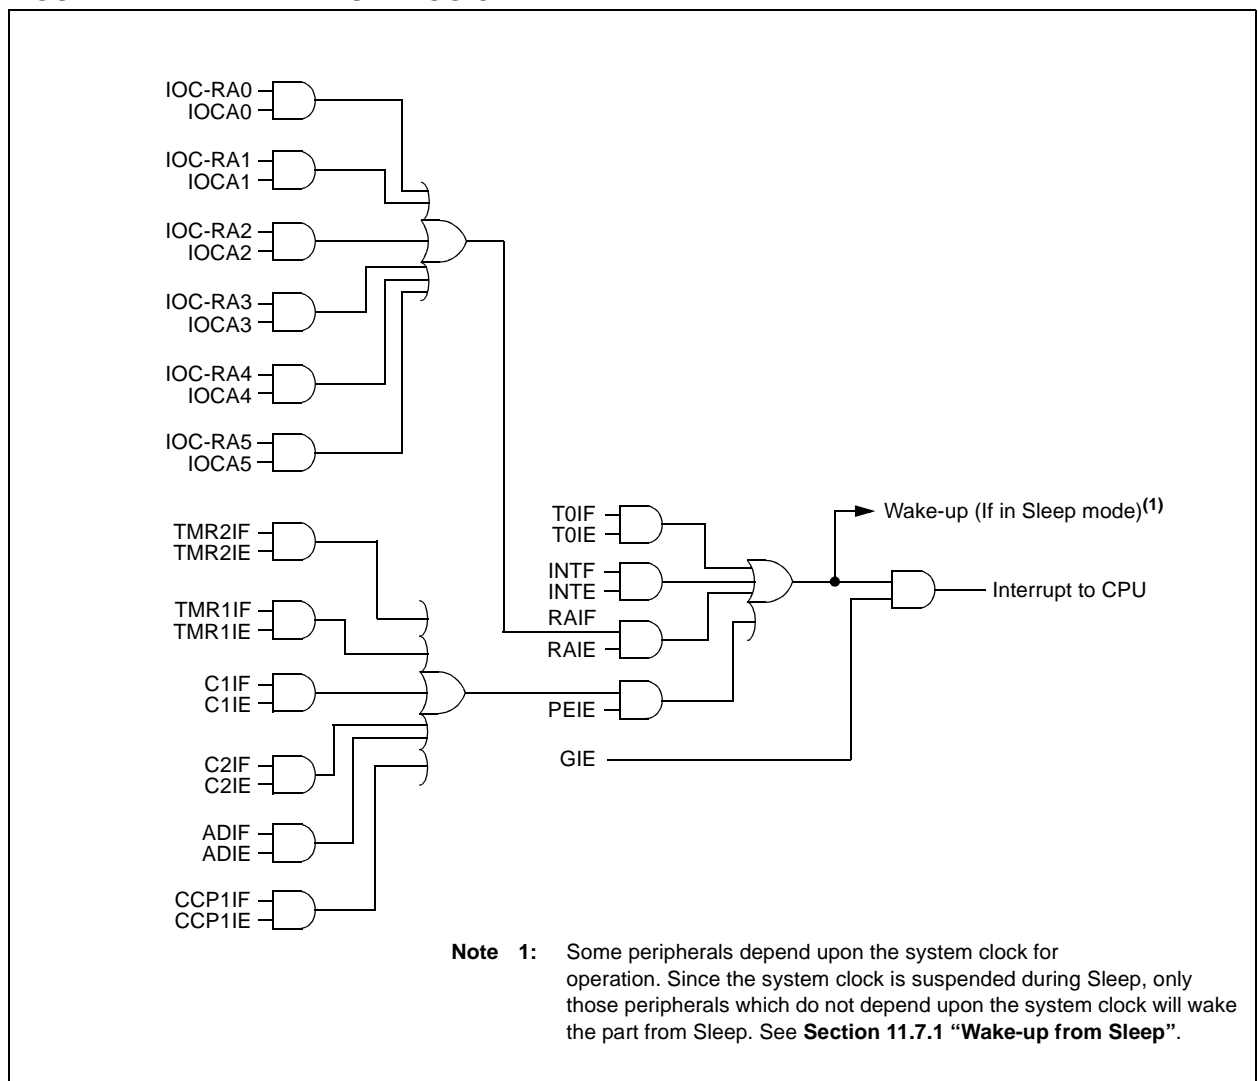 IOC-RA0
IOCA0
IOC-RA1
IOCA1
IOC-RA2
IOCA2
IOC-RA3
IOCA3
IOC-RA4
IOCA4
IOC-RA5
IOCA5
TMR2IF
TMR2IE
TMR1IF
TMR1IE
C1IF
C1IE
C2IF
C2IE
ADIF
ADIE
CCP1IF
CCP1IE
T0IF
T0IE
INTF
INTE
RAIF
RAIE
PEIE
GIE
Wake-up (If in Sleep mode)(1)
Interrupt to CPU
Note 1: Some peripherals depend upon the system clock for
operation. Since the system clock is suspended during Sleep, only
those peripherals which do not depend upon the system clock will wake
the part from Sleep. See Section 11.7.1 “Wake-up from Sleep”.